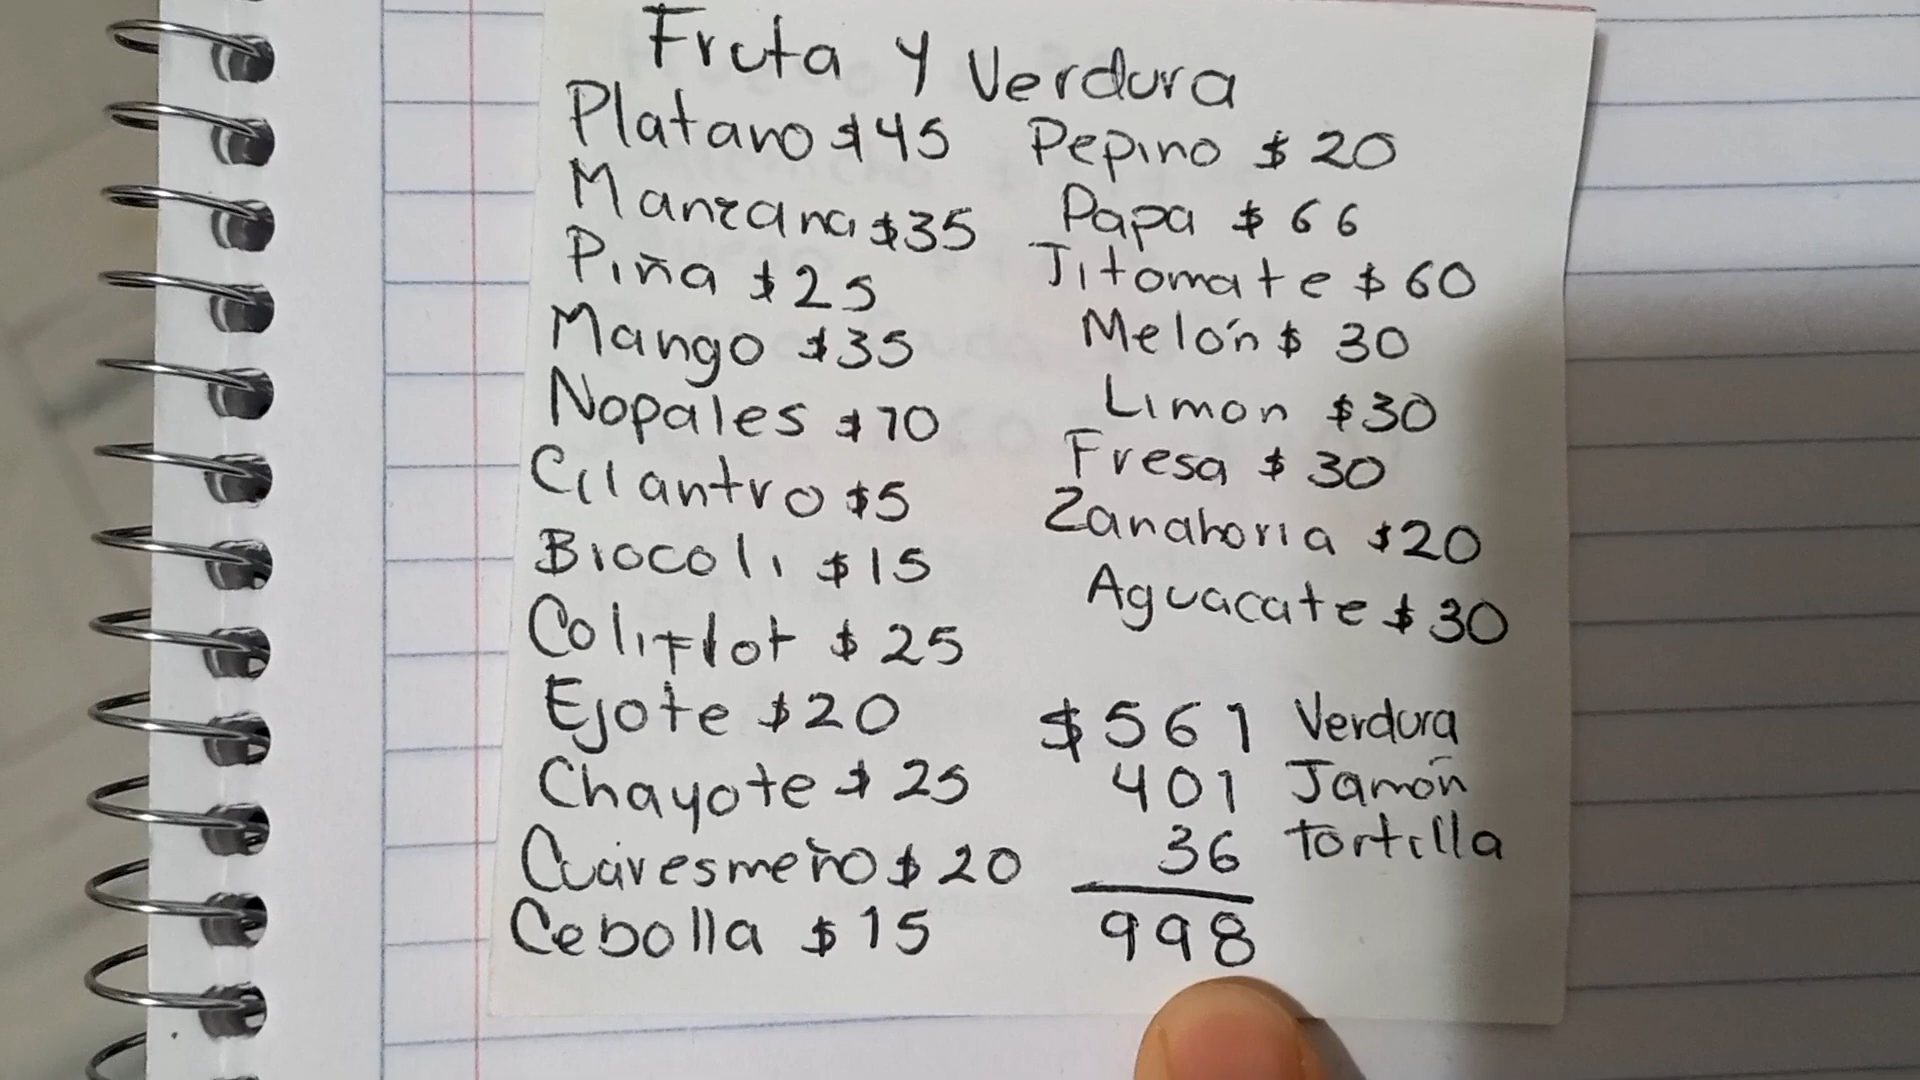 Fruta y Verdura
Platano $45
Manzana $35
Piña $25
Mango $35
Nopales $70
Cilantro $5
Brocoli $15
Coliflor $25
Ejote $20
Chayote $25
Cuaresmeño $20
Cebolla $15
Pepino $20
Papa $66
Jitomate $60
Melón $30
Limon $30
Fresa $30
Zanahoria $20
Aguacate $30
$561 Verdura
401 Jamón
36 tortilla
998